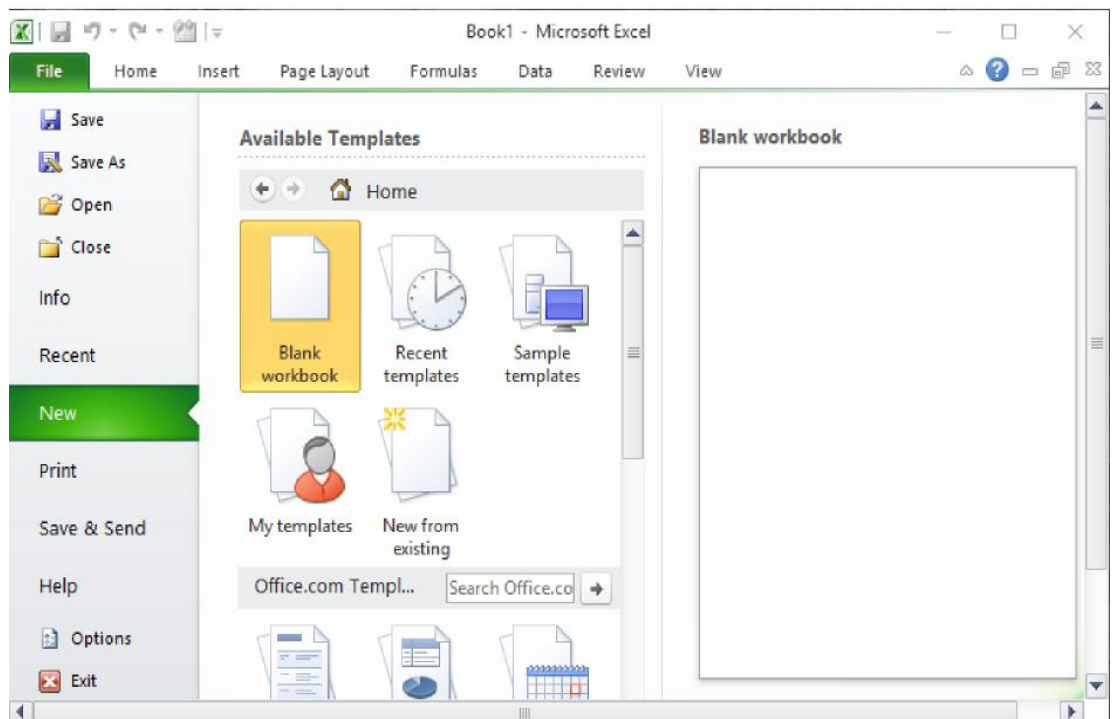 Book1 - Microsoft Excel
File Home Insert Page Layout Formulas Data Review View
Save
Save As
Open
Close
Info
Recent
New
Print
Save & Send
Help
Options
Exit
Available Templates
Home
Blank
workbook
Recent
templates
Sample
templates
My templates
New from
existing
Office.com Templ... Search Office.co
Blank workbook